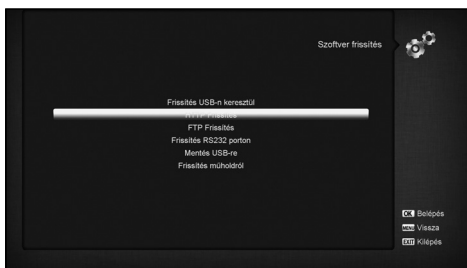 Szoftver frissítés
Frissítés USB-n keresztül
HTTP Frissítés
FTP Frissítés
Frissítés RS232 porton
Mentés USB-re
Frissítés műholdról
OK Belépés
MENU Vissza
EXIT Kilépés